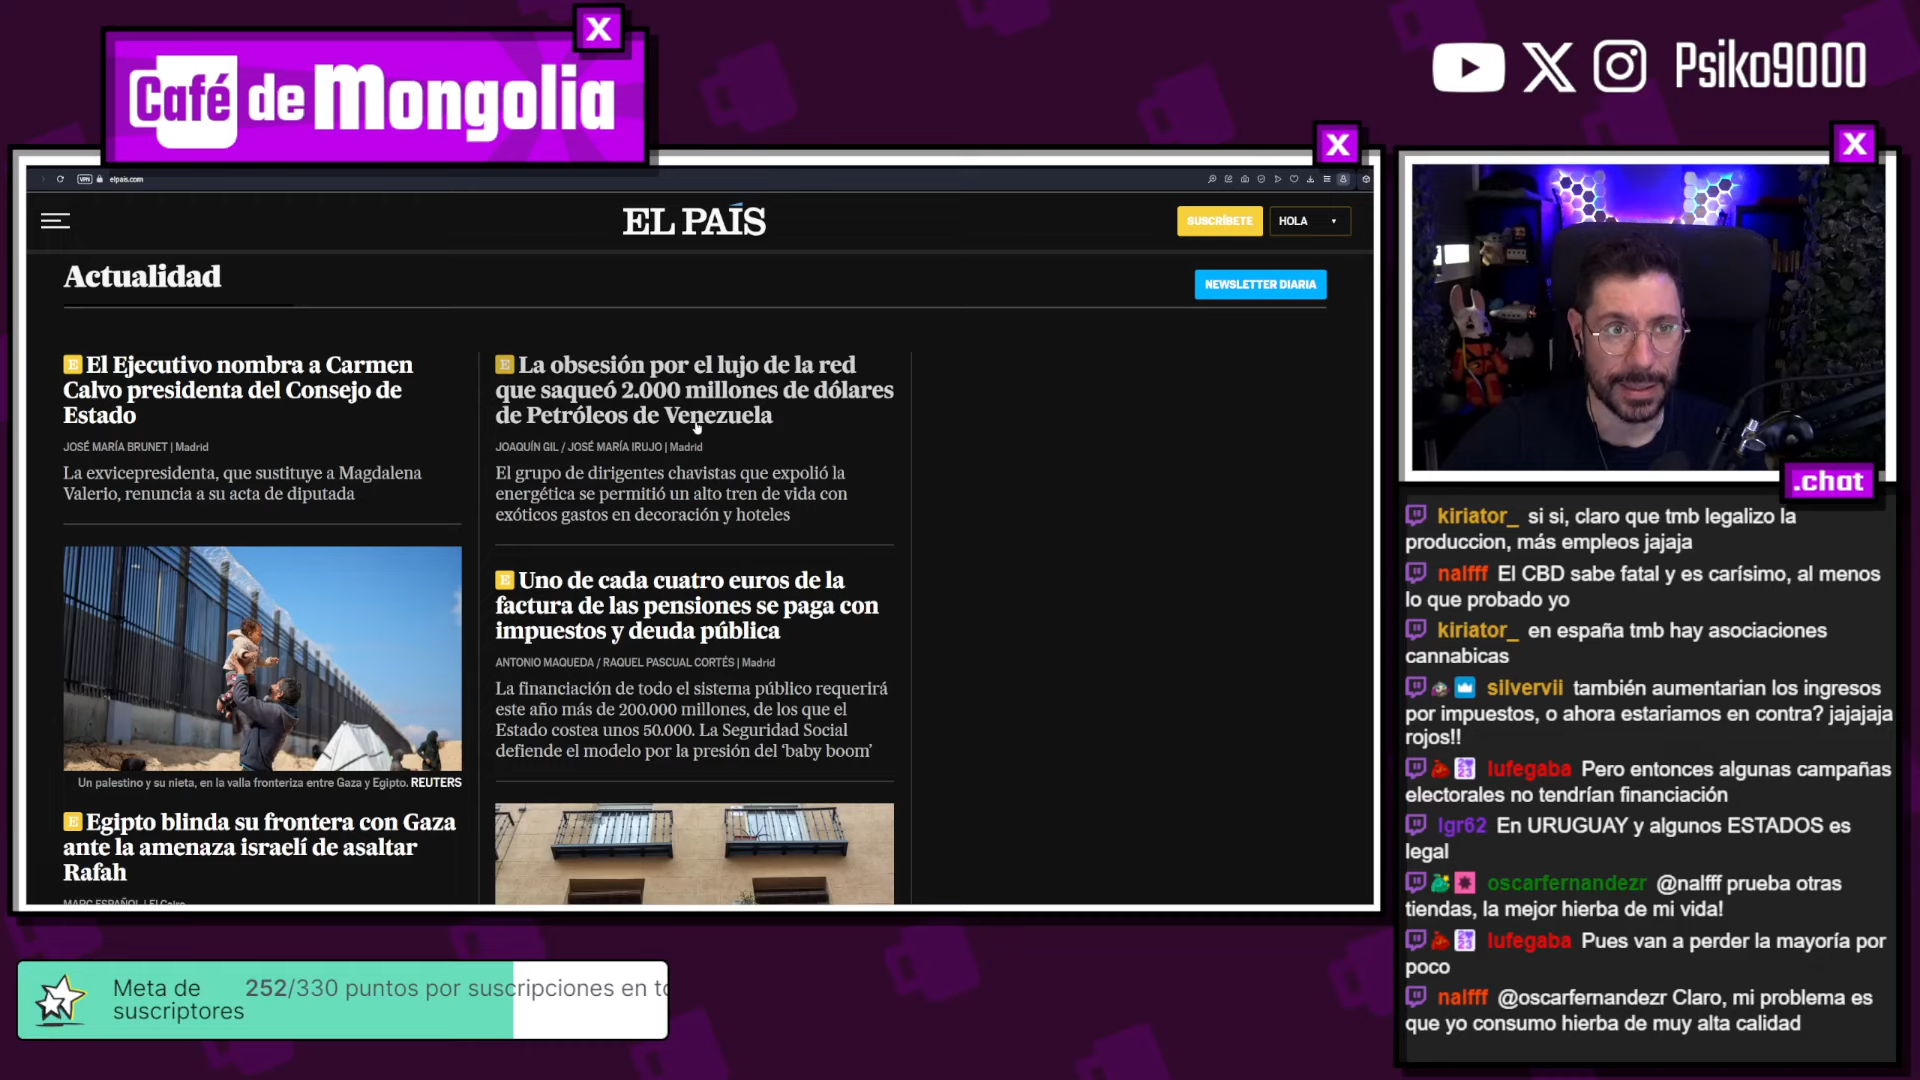 Café de Mongolia
X
Psiko9000
X
X
VPN
elpais.com
EL PAÍS
SUSCRÍBETE
HOLA
Actualidad
NEWSLETTER DIARIA
E El Ejecutivo nombra a Carmen
Calvo presidenta del Consejo de
Estado
JOSÉ MARÍA BRUNET | Madrid
La exvicepresidenta, que sustituye a Magdalena
Valerio, renuncia a su acta de diputada
Un palestino y su nieta, en la valla fronteriza entre Gaza y Egipto. REUTERS
E Egipto blinda su frontera con Gaza
ante la amenaza israelí de asaltar
Rafah
MARC ESPAÑOL | El Cairo
E La obsesión por el lujo de la red
que saqueó 2.000 millones de dólares
de Petróleos de Venezuela
JOAQUÍN GIL / JOSÉ MARÍA IRUJO | Madrid
El grupo de dirigentes chavistas que expolió la
energética se permitió un alto tren de vida con
exóticos gastos en decoración y hoteles
E Uno de cada cuatro euros de la
factura de las pensiones se paga con
impuestos y deuda pública
ANTONIO MAQUEDA / RAQUEL PASCUAL CORTÉS | Madrid
La financiación de todo el sistema público requerirá
este año más de 200.000 millones, de los que el
Estado costea unos 50.000. La Seguridad Social
defiende el modelo por la presión del 'baby boom'
.chat
kiriator_ si si, claro que tmb legalizo la
produccion, más empleos jajaja
nalfff El CBD sabe fatal y es carísimo, al menos
lo que probado yo
kiriator_ en españa tmb hay asociaciones
cannabicas
silvervii también aumentarian los ingresos
por impuestos, o ahora estariamos en contra? jajajaja
rojos!!
lufegaba Pero entonces algunas campañas
electorales no tendrían financiación
lgr62 En URUGUAY y algunos ESTADOS es
legal
oscarfernandezr @nalfff prueba otras
tiendas, la mejor hierba de mi vida!
lufegaba Pues van a perder la mayoría por
poco
nalfff @oscarfernandezr Claro, mi problema es
que yo consumo hierba de muy alta calidad
Meta de
suscriptores
252/330 puntos por suscripciones en to